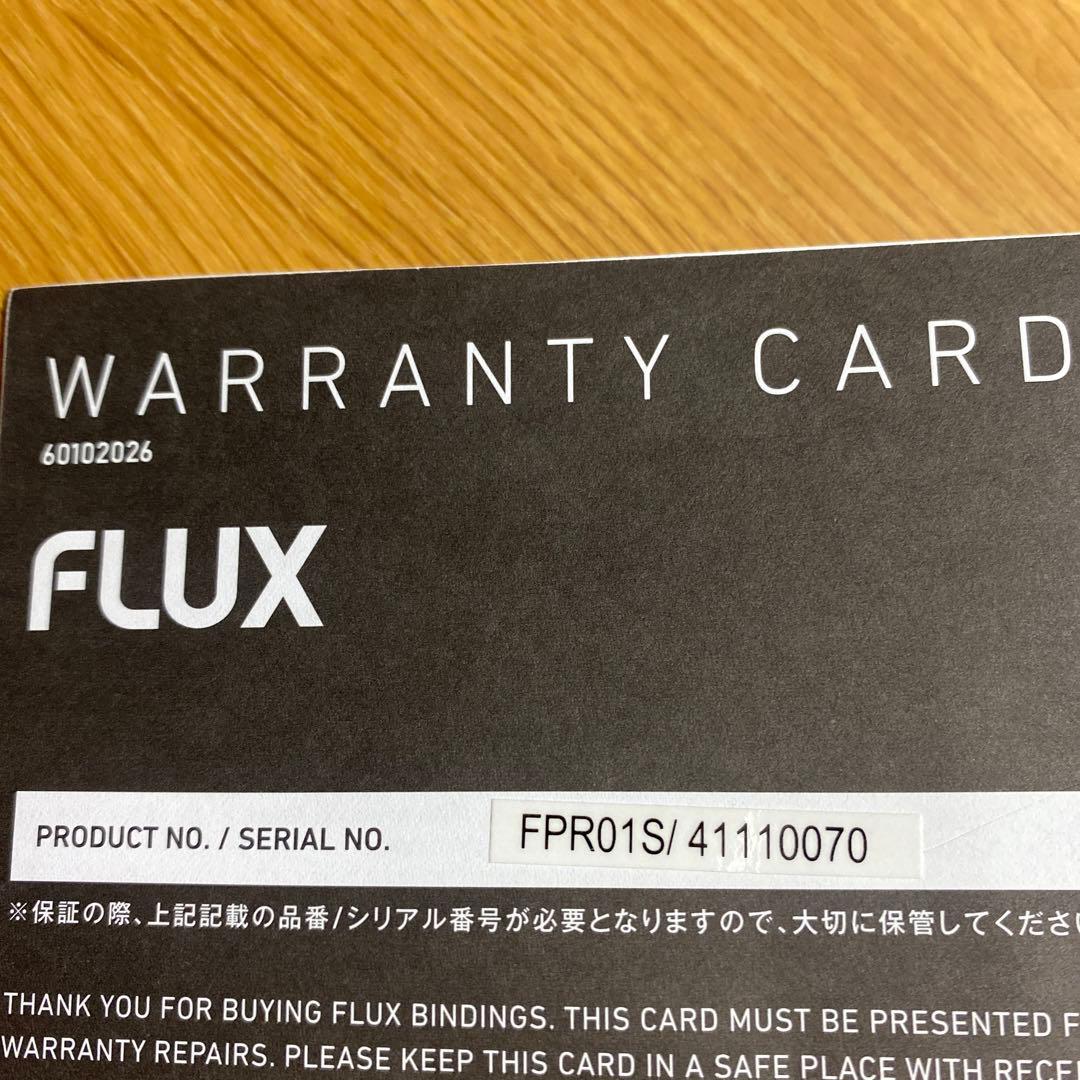 WARRANTY CARD
60102026
FLUX
PRODUCT NO. / SERIAL NO. FPR01S/ 41110070
※保証の際、上記記載の品番/シリアル番号が必要となりますので、大切に保管してくださ
THANK YOU FOR BUYING FLUX BINDINGS. THIS CARD MUST BE PRESENTED
WARRANTY REPAIRS. PLEASE KEEP THIS CARD IN A SAFE PLACE WITH